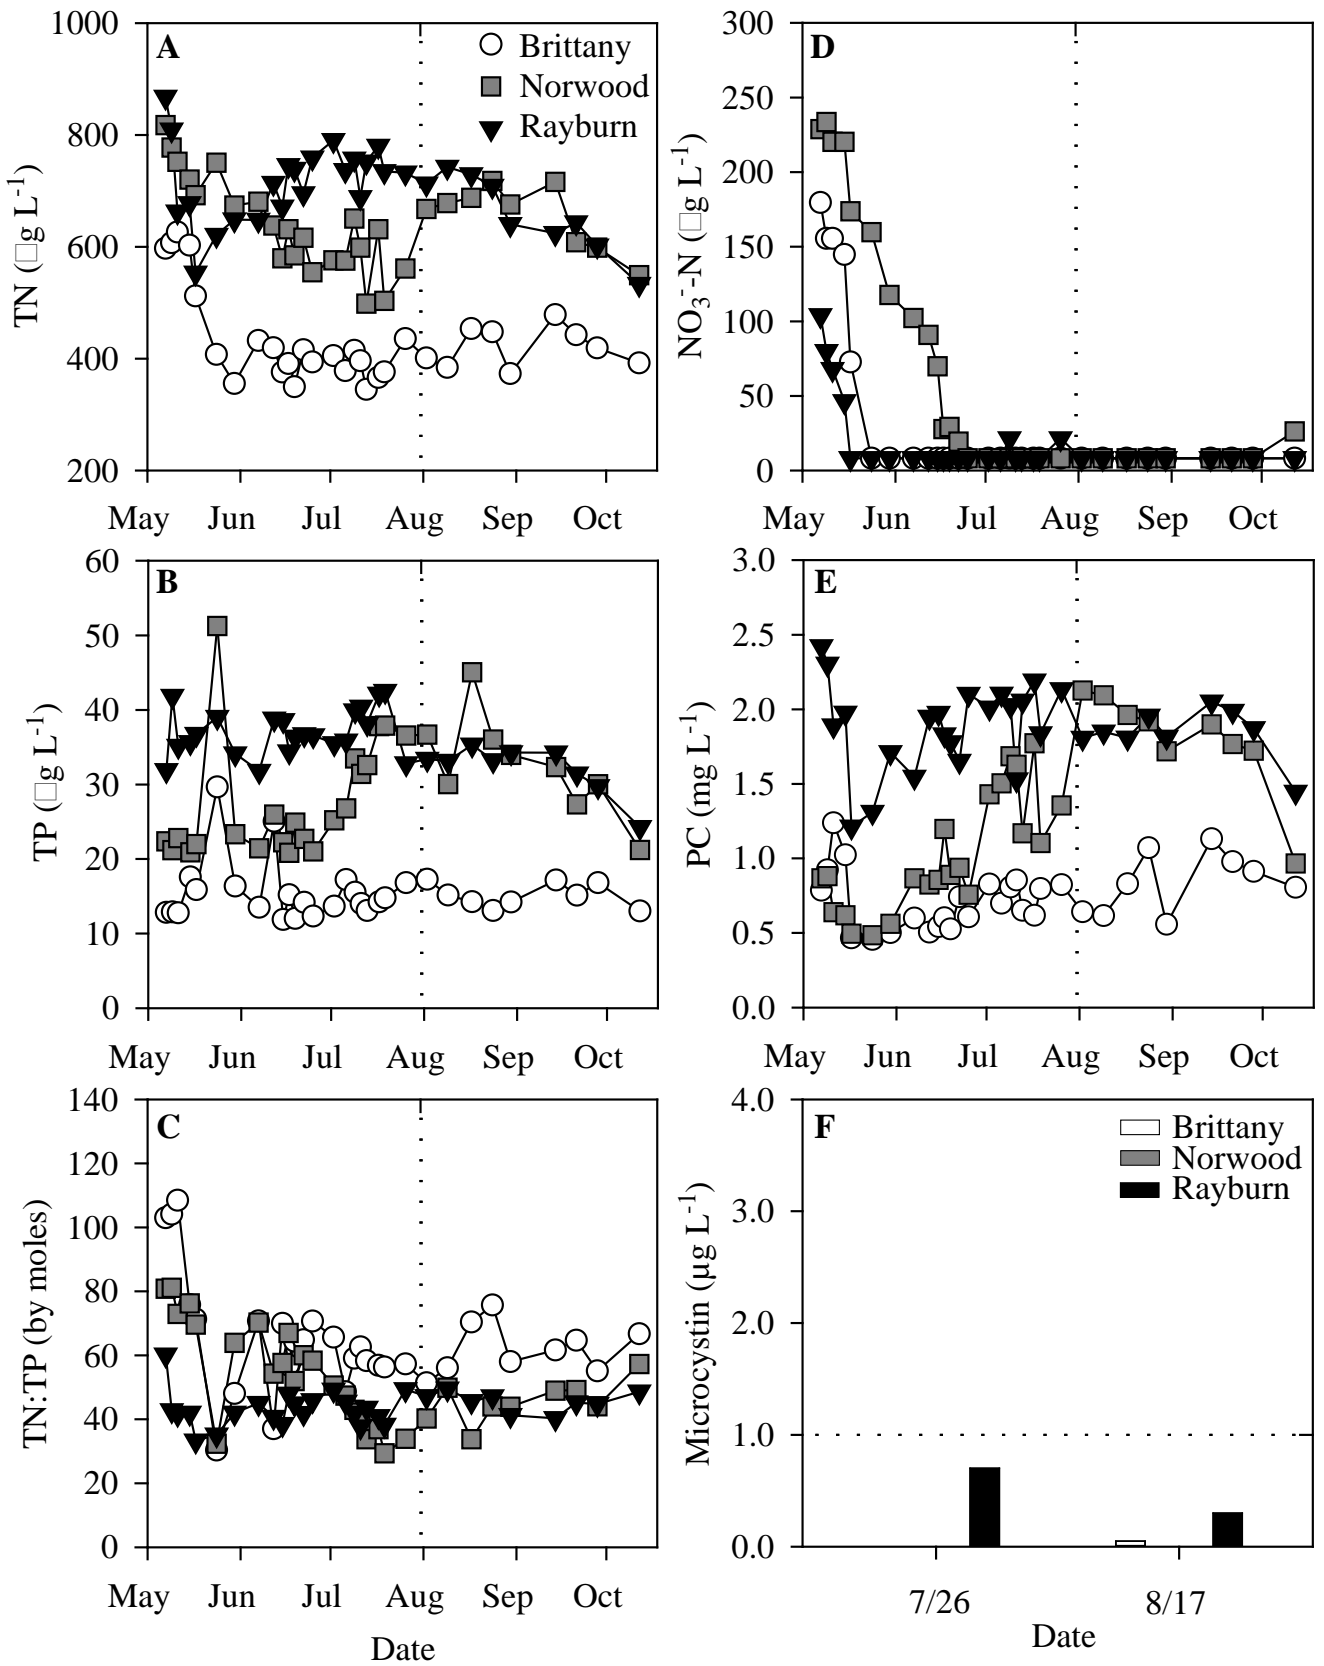 A
Brittany
Norwood
Rayburn
1000
800
600
400
200
TN (□g L-1)
May Jun Jul Aug Sep Oct
D
300
250
200
150
100
50
0
NO3--N (□g L-1)
May Jun Jul Aug Sep Oct
B
60
50
40
30
20
10
0
TP (□g L-1)
May Jun Jul Aug Sep Oct
E
3.0
2.5
2.0
1.5
1.0
0.5
0.0
PC (mg L-1)
May Jun Jul Aug Sep Oct
C
140
120
100
80
60
40
20
0
TN:TP (by moles)
May Jun Jul Aug Sep Oct
Date
F
Brittany
Norwood
Rayburn
4.0
3.0
2.0
1.0
0.0
Microcystin (µg L-1)
7/26 8/17
Date